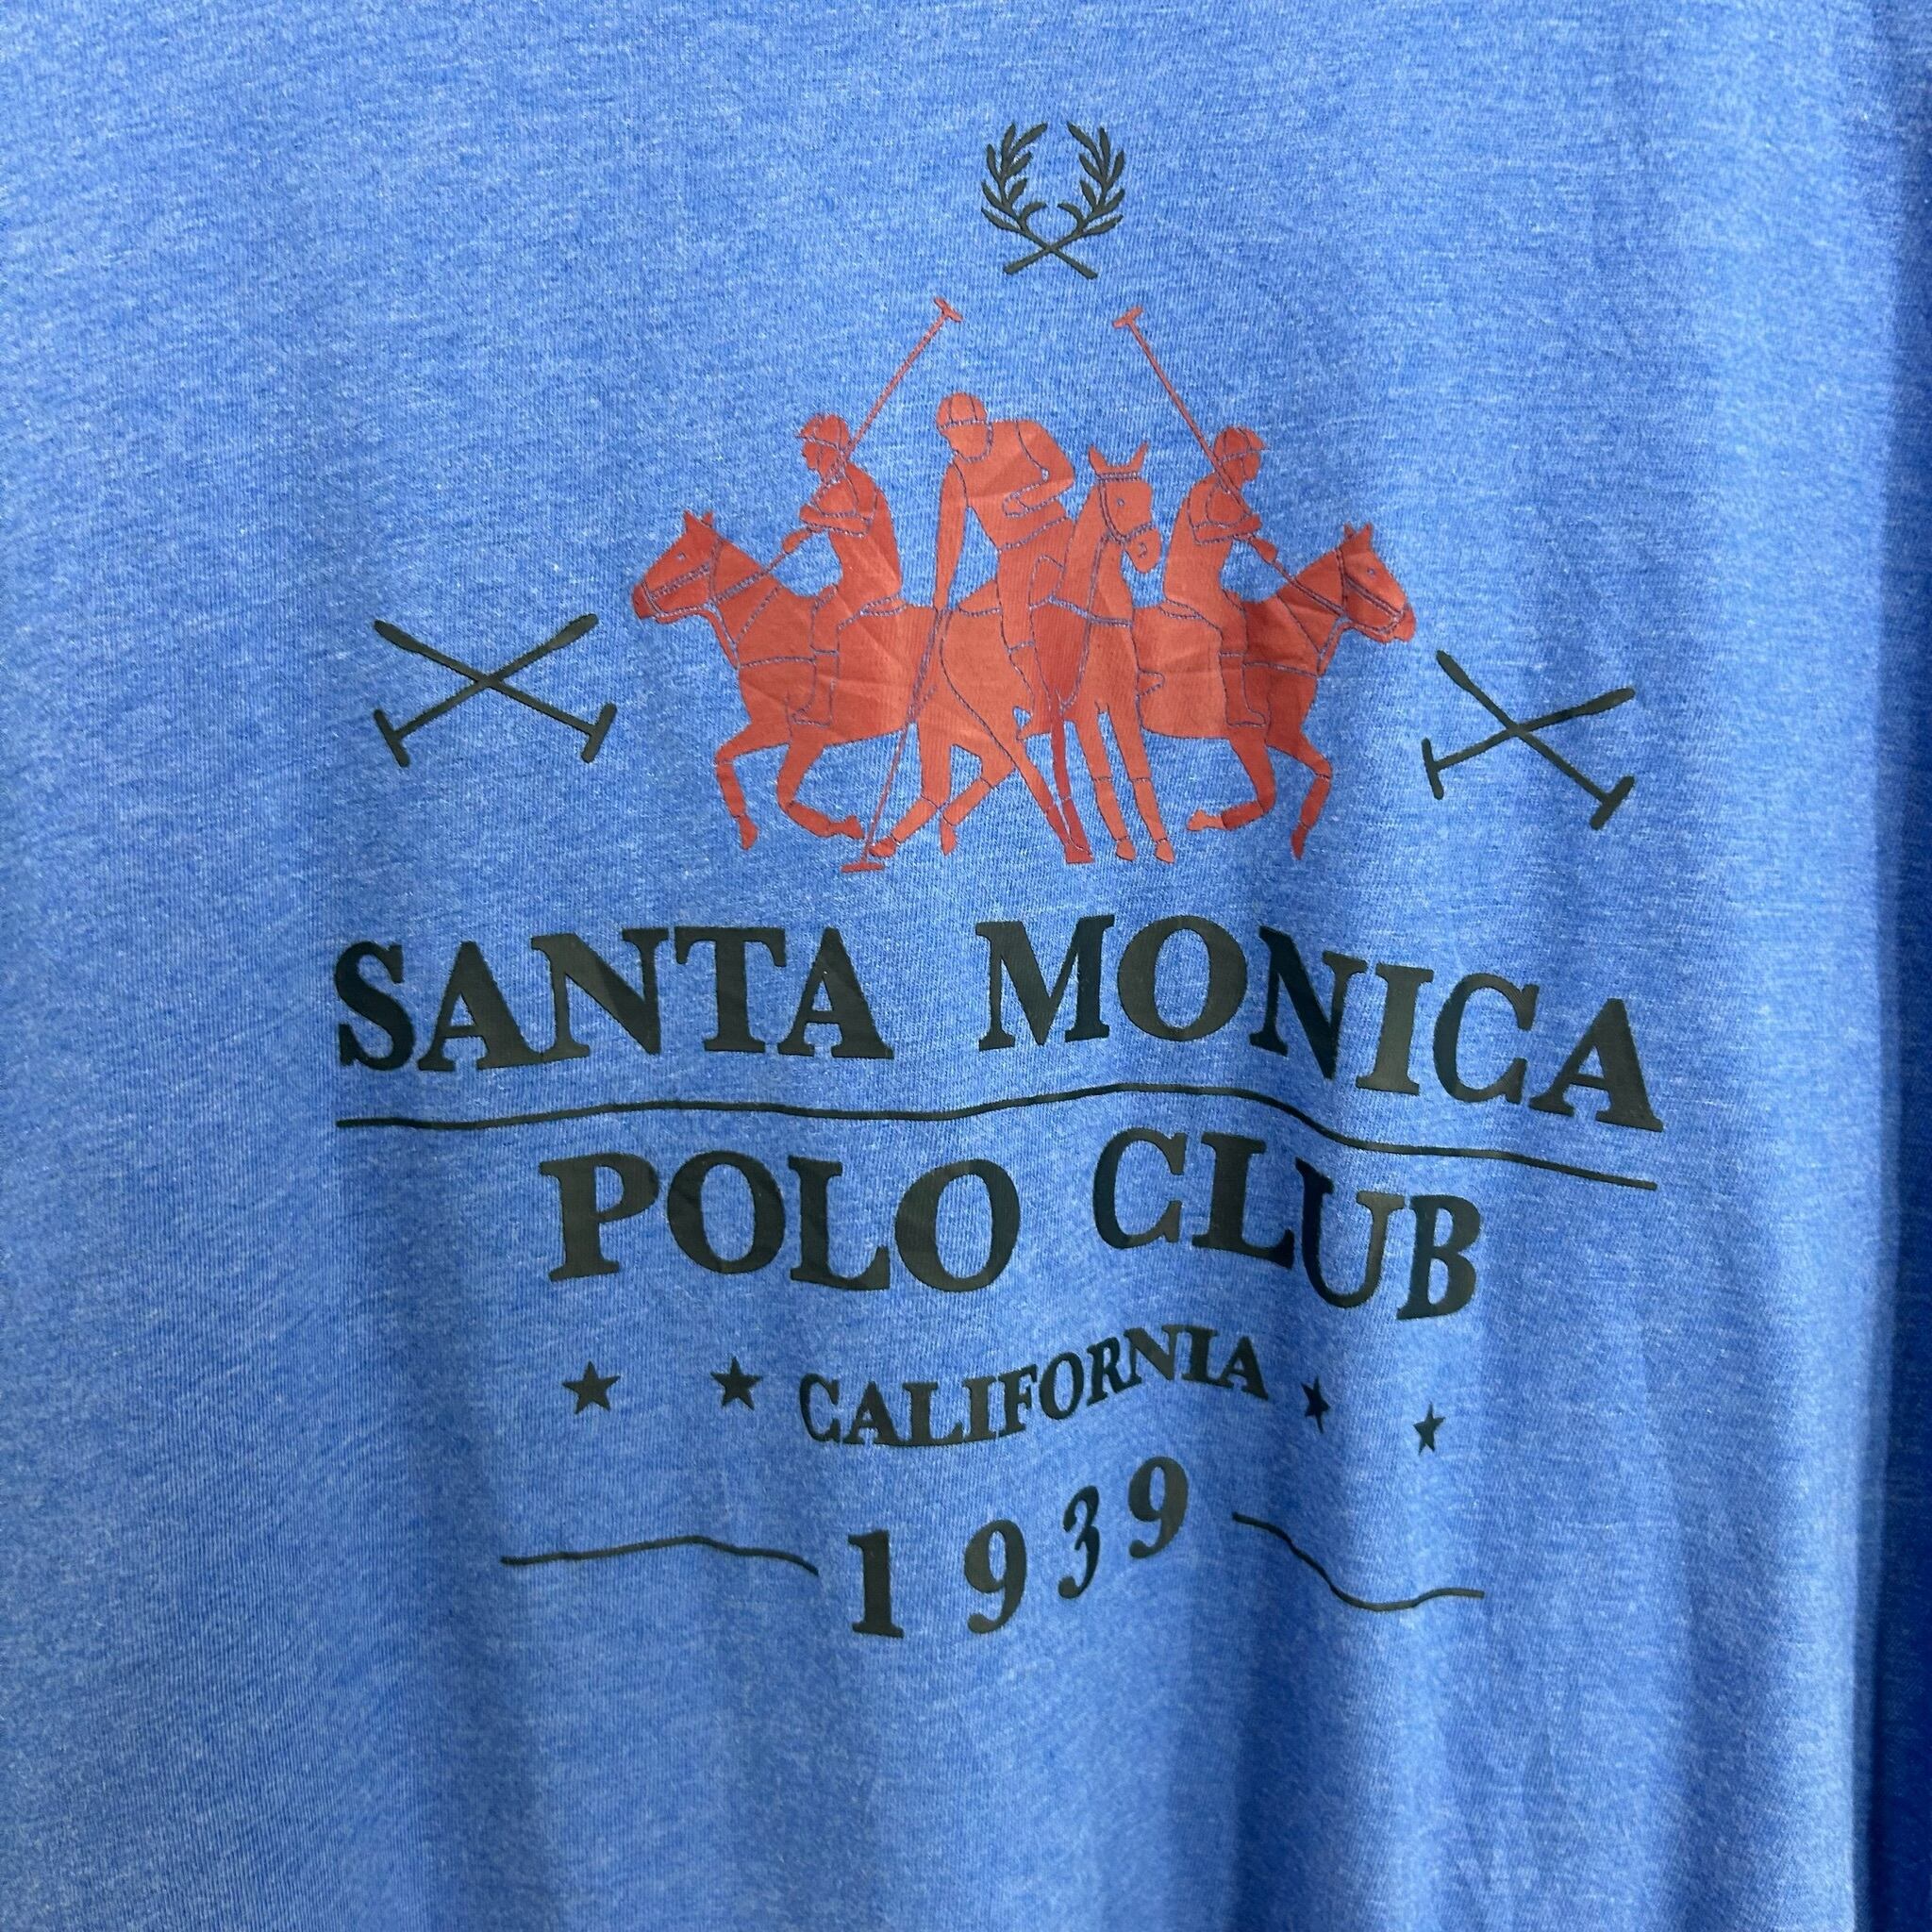 SANTA MONICA
POLO CLUB
CALIFORNIA
1939